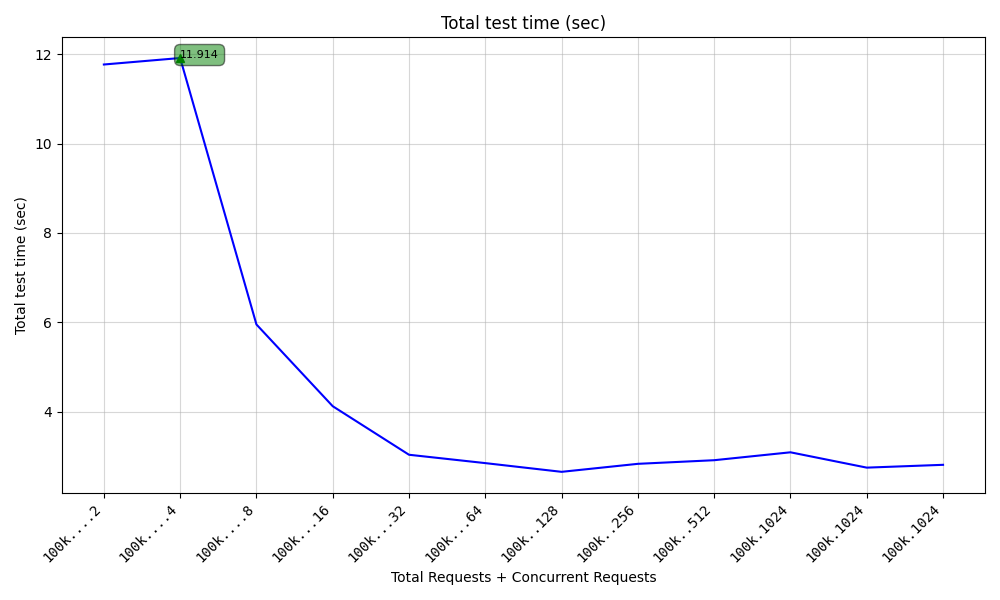 Total test time (sec)
11.914
12
10
8
6
4
Total test time (sec)
100k....2
100k....4
100k....8
100k...16
100k...32
100k...64
100k..128
100k..256
100k..512
100k.1024
100k.1024
100k.1024
Total Requests + Concurrent Requests